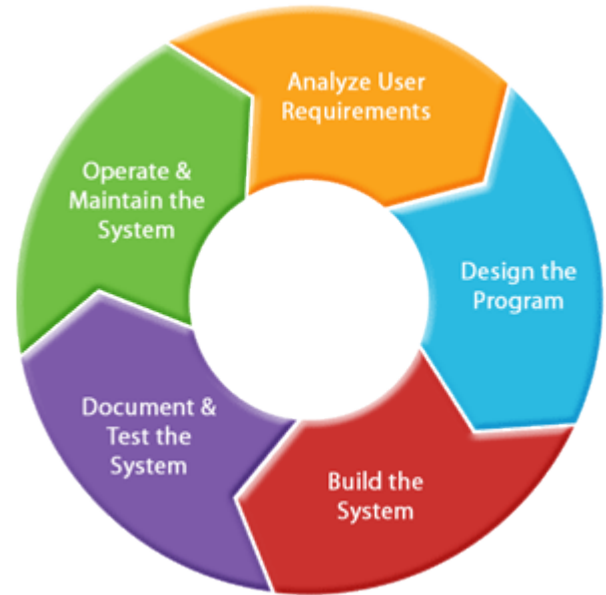 Analyze User
Requirements
Design the
Program
Build the
System
Document &
Test the
System
Operate &
Maintain the
System